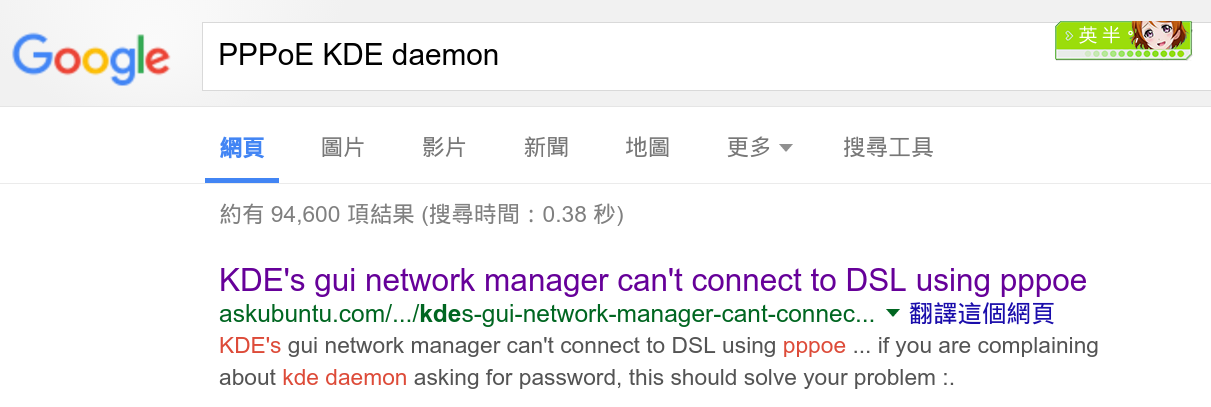 Google
PPPoE KDE daemon
英 半
網頁 圖片 影片 新聞 地圖 更多 搜尋工具
約有 94,600 項結果 (搜尋時間：0.38 秒)
KDE's gui network manager can't connect to DSL using pppoe
askubuntu.com/.../kdes-gui-network-manager-cant-connec... 翻譯這個網頁
KDE's gui network manager can't connect to DSL using pppoe ... if you are complaining
about kde daemon asking for password, this should solve your problem :.